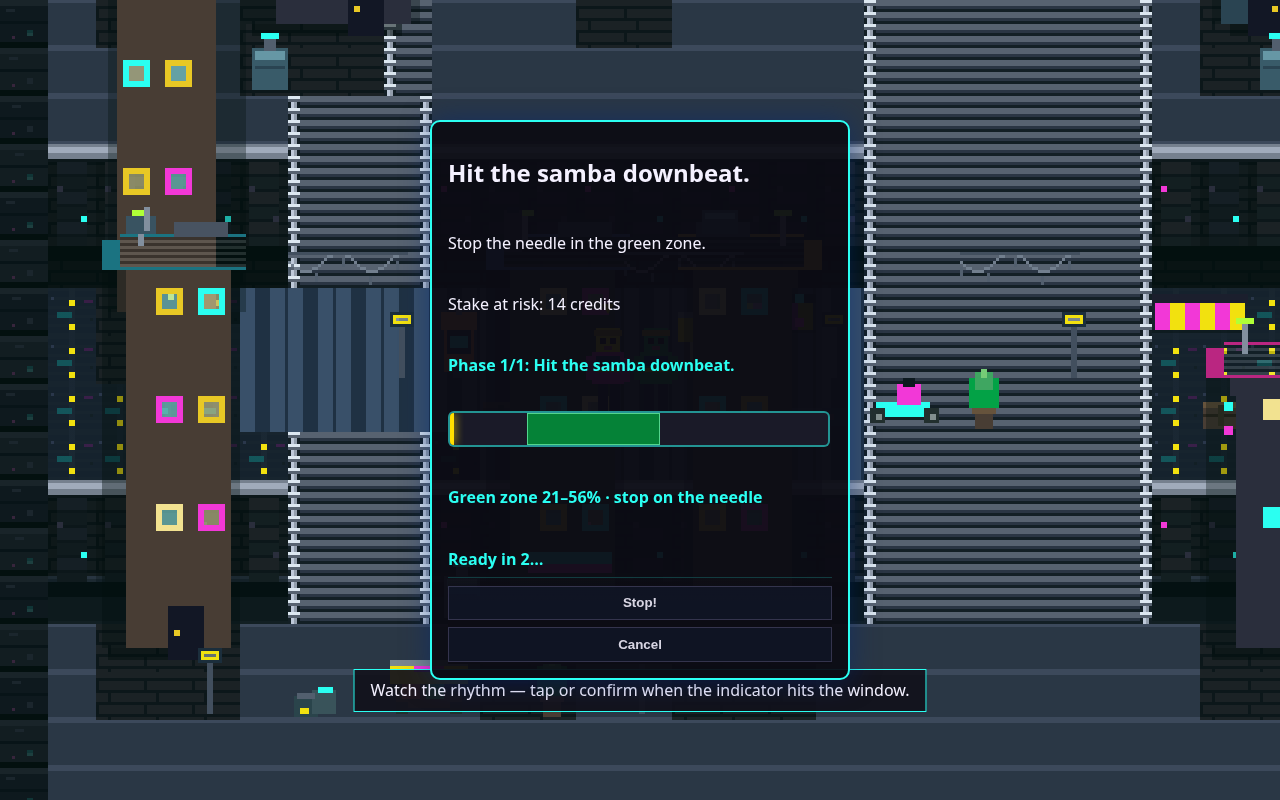 Hit the samba downbeat.
Stop the needle in the green zone.
Stake at risk: 14 credits
Phase 1/1: Hit the samba downbeat.
Green zone 21–56% · stop on the needle
Ready in 2…
Stop!
Cancel
Watch the rhythm — tap or confirm when the indicator hits the window.